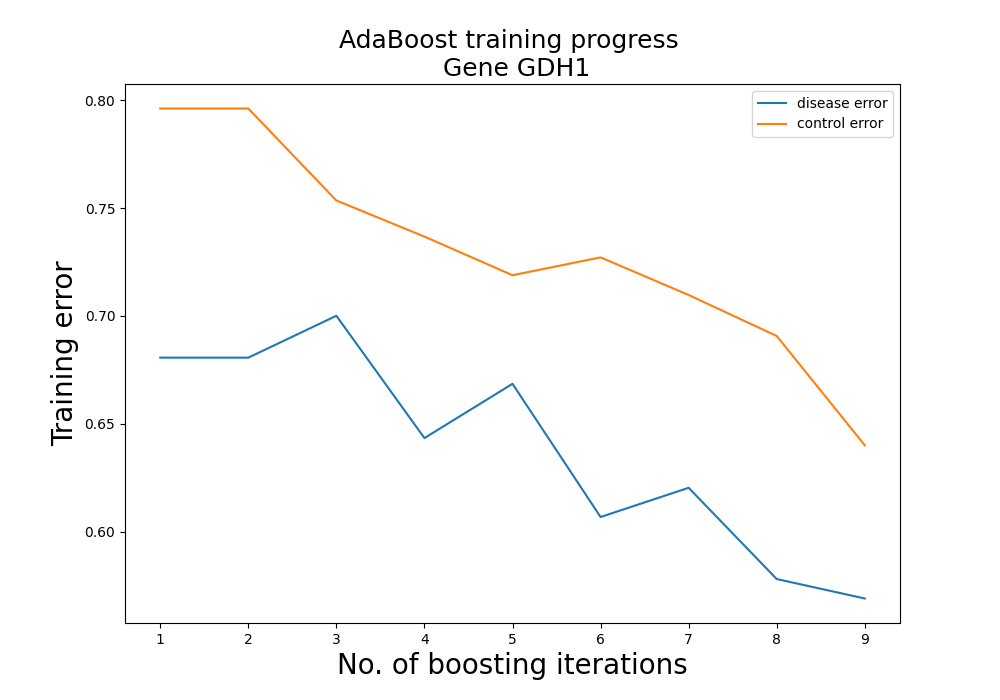 AdaBoost training progress
Gene GDH1
disease error
control error
Training error
0.80
0.75
0.70
0.65
0.60
1 2 3 4 5 6 7 8 9
No. of boosting iterations